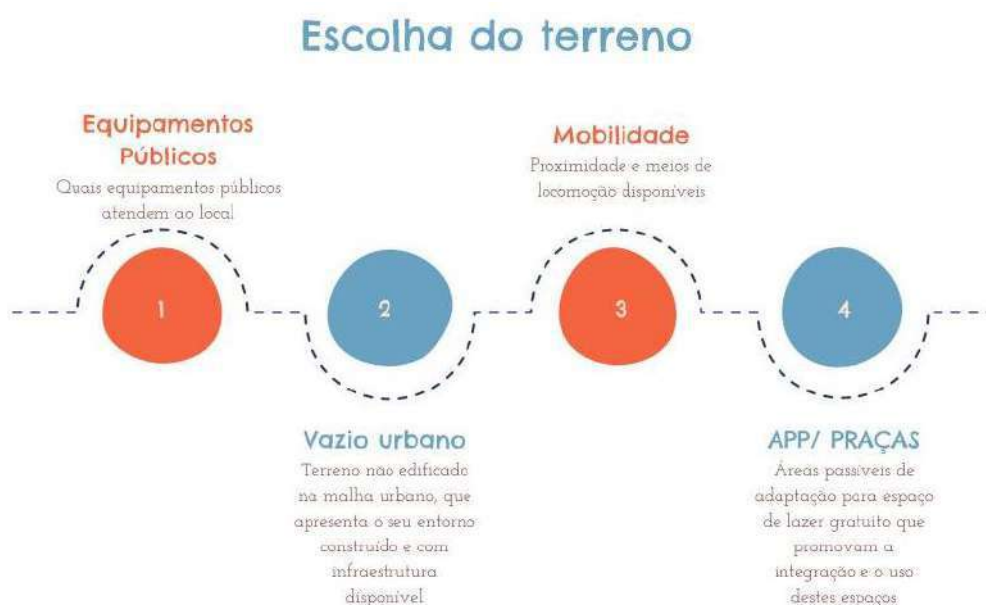 Escolha do terreno
Equipamentos
Públicos
Quais equipamentos públicos
atendem ao local
1
2
Vazio urbano
Terreno não edificado
na malha urbano, que
apresenta o seu entorno
construído e com
infraestrutura
disponível
Mobilidade
Proximidade e meios de
locomoção disponíveis
3
4
APP/ PRAÇAS
Áreas passíveis de
adaptação para espaço
de lazer gratuito que
promovam a
integração e o uso
destes espaços